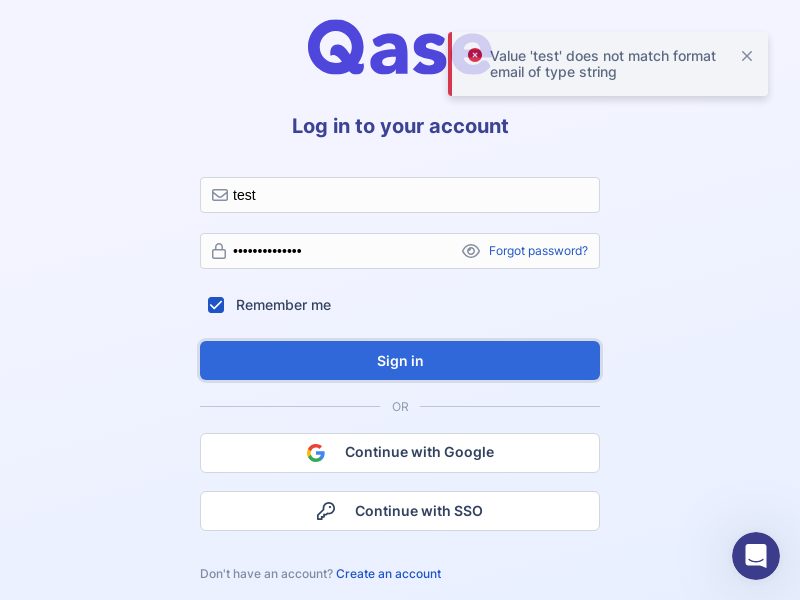 Qase
Value 'test' does not match format
email of type string
Log in to your account
test
••••••••••••••
Forgot password?
Remember me
Sign in
OR
Continue with Google
Continue with SSO
Don't have an account? Create an account